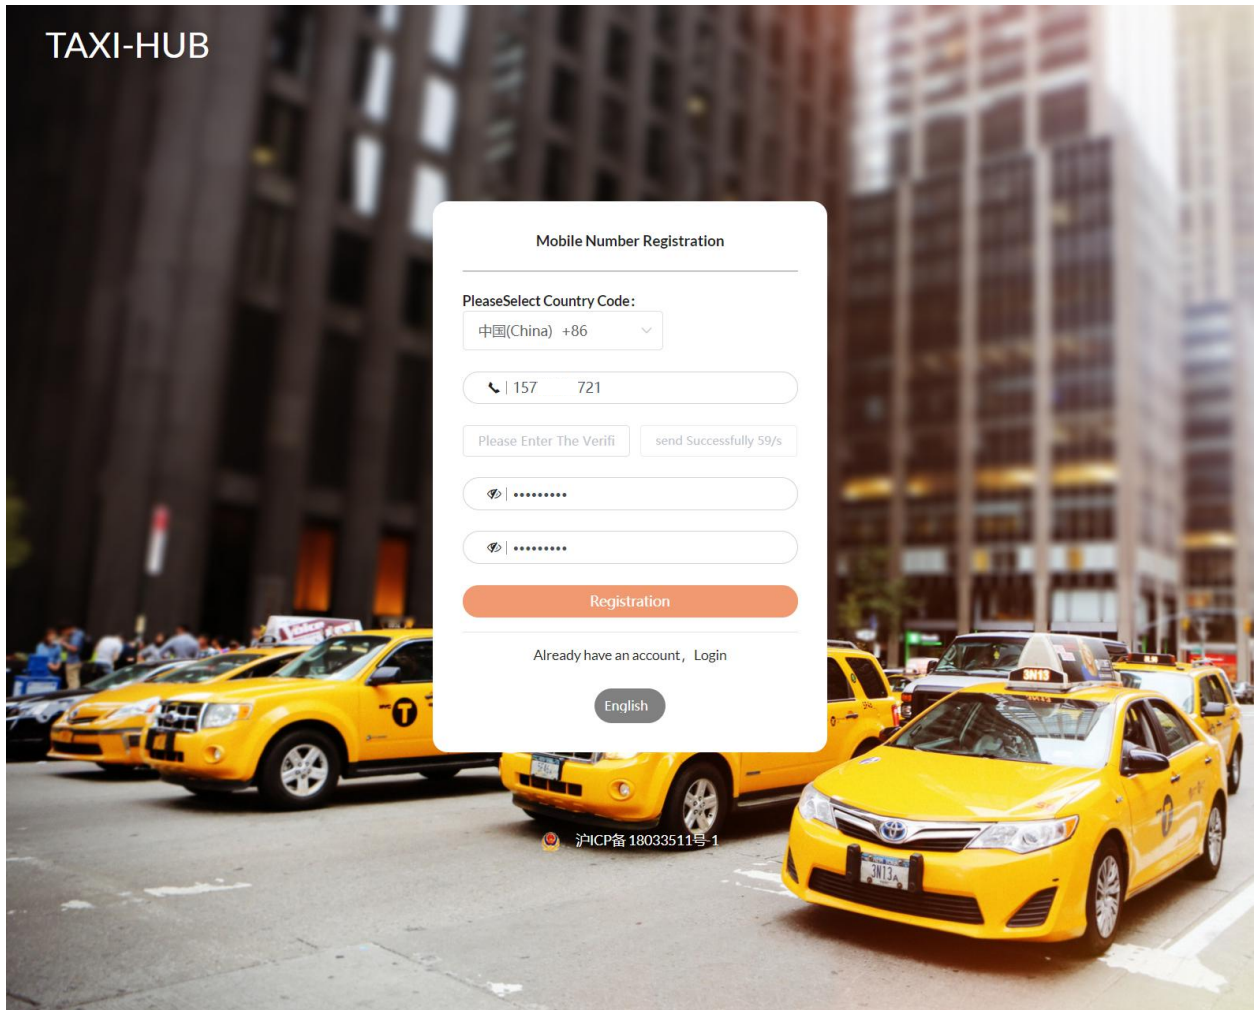 TAXI-HUB
Mobile Number Registration
PleaseSelect Country Code：
中国(China) +86
157 721
Please Enter The Verifi
send Successfully 59/s
•••••••••
•••••••••
Registration
Already have an account，Login
English
3N13
T
3N13A
沪ICP备 18033511号-1